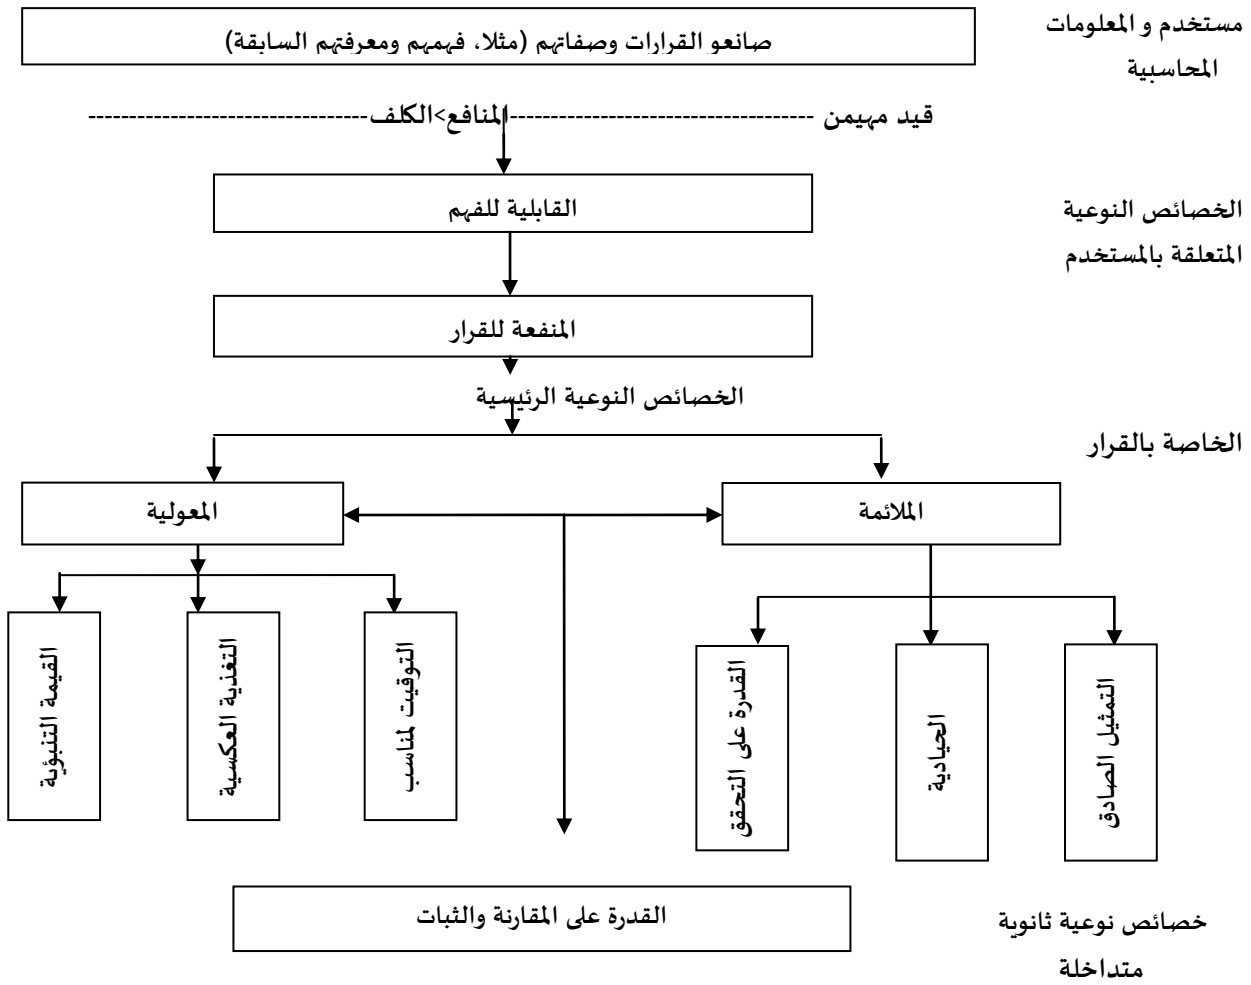 مستخدم و المعلومات
المحاسبية
صانعو القرارات وصفاتهم (مثلا، فهمهم ومعرفتهم السابقة)
قيد مهيمن -------------------------------------المنافع>الكلف----------------------------------
الخصائص النوعية
المتعلقة بالمستخدم
القابلية للفهم
المنفعة للقرار
الخصائص النوعية الرئيسية
الخاصة بالقرار
الملائمة
المعولية
التمثيل الصادق
الحيادية
القدرة على التحقق
التوقيت لمناسب
التغذية العكسية
القيمة التنبؤية
خصائص نوعية ثانوية
متداخلة
القدرة على المقارنة والثبات